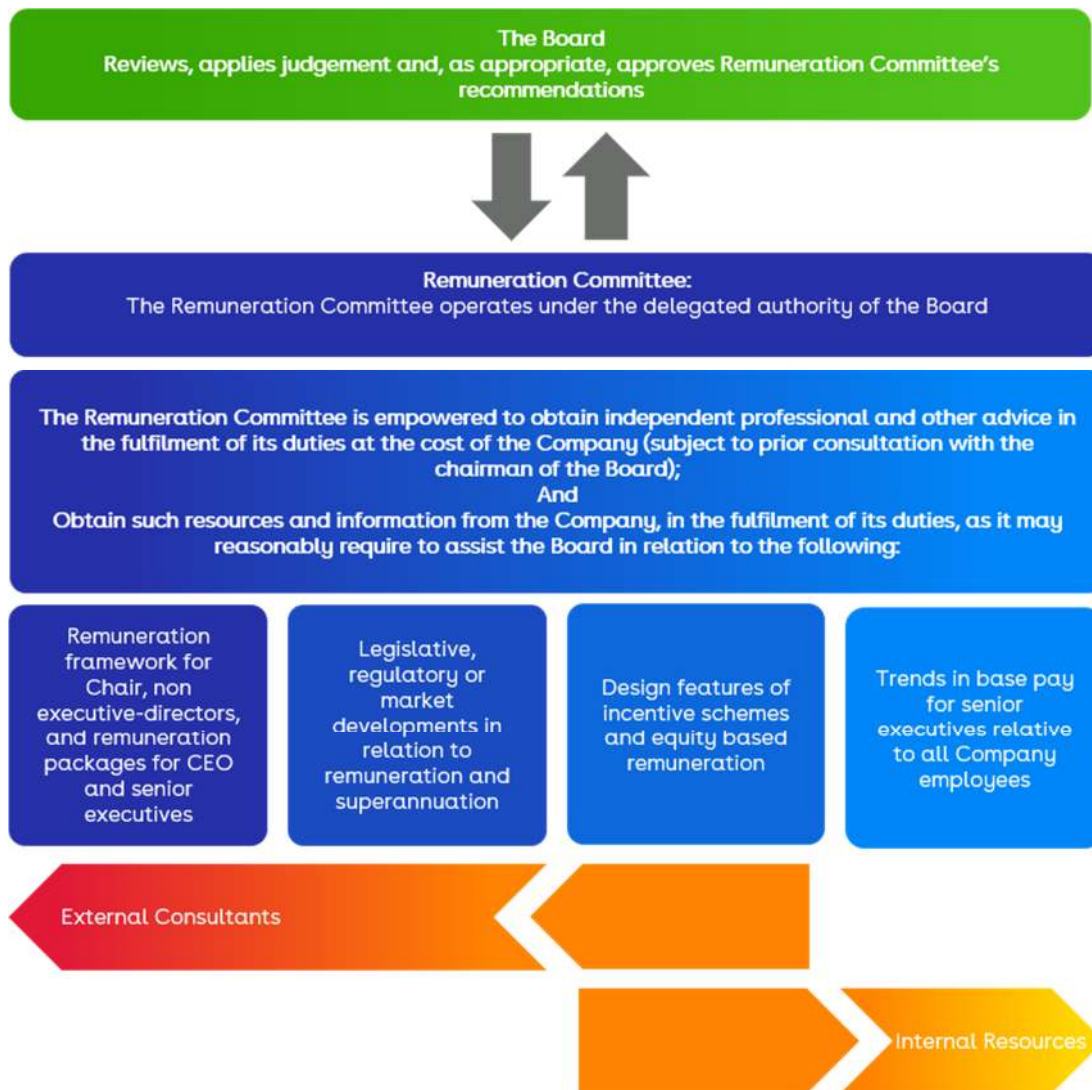 The Board
Reviews, applies judgement and, as appropriate, approves Remuneration Committee's
recommendations
Remuneration Committee:
The Remuneration Committee operates under the delegated authority of the Board
The Remuneration Committee is empowered to obtain independent professional and other advice in
the fulfilment of its duties at the cost of the Company (subject to prior consultation with the
chairman of the Board);
And
Obtain such resources and information from the Company, in the fulfilment of its duties, as it may
reasonably require to assist the Board in relation to the following:
Remuneration
framework for
Chair, non
executive-directors,
and remuneration
packages for CEO
and senior
executives
Legislative,
regulatory or
market
developments in
relation to
remuneration and
superannuation
Design features of
incentive schemes
and equity based
remuneration
Trends in base pay
for senior
executives relative
to all Company
employees
External Consultants
Internal Resources